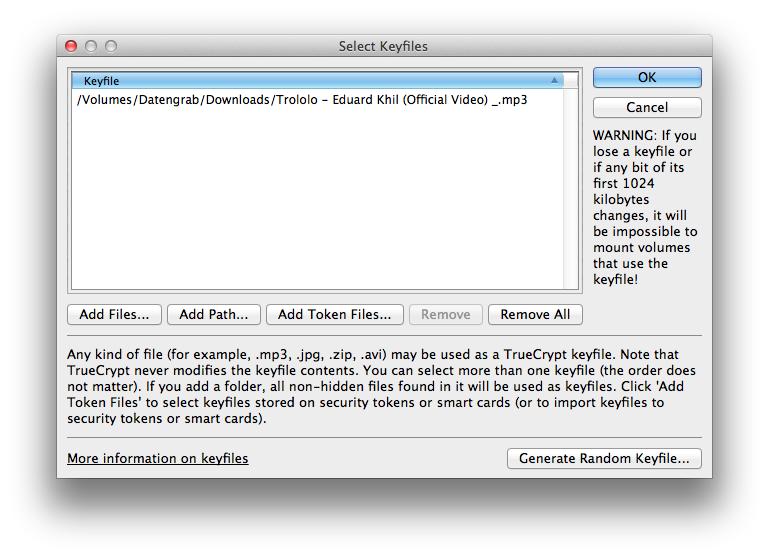 Select Keyfiles
Keyfile
/Volumes/Datengrab/Downloads/Trololo - Eduard Khil (Official Video) _.mp3
OK
Cancel
WARNING: If you
lose a keyfile or
if any bit of its
first 1024
kilobytes
changes, it will
be impossible to
mount volumes
that use the
keyfile!
Add Files...
Add Path...
Add Token Files...
Remove
Remove All
Any kind of file (for example, .mp3, .jpg, .zip, .avi) may be used as a TrueCrypt keyfile. Note that
TrueCrypt never modifies the keyfile contents. You can select more than one keyfile (the order does
not matter). If you add a folder, all non-hidden files found in it will be used as keyfiles. Click 'Add
Token Files' to select keyfiles stored on security tokens or smart cards (or to import keyfiles to
security tokens or smart cards).
More information on keyfiles
Generate Random Keyfile...